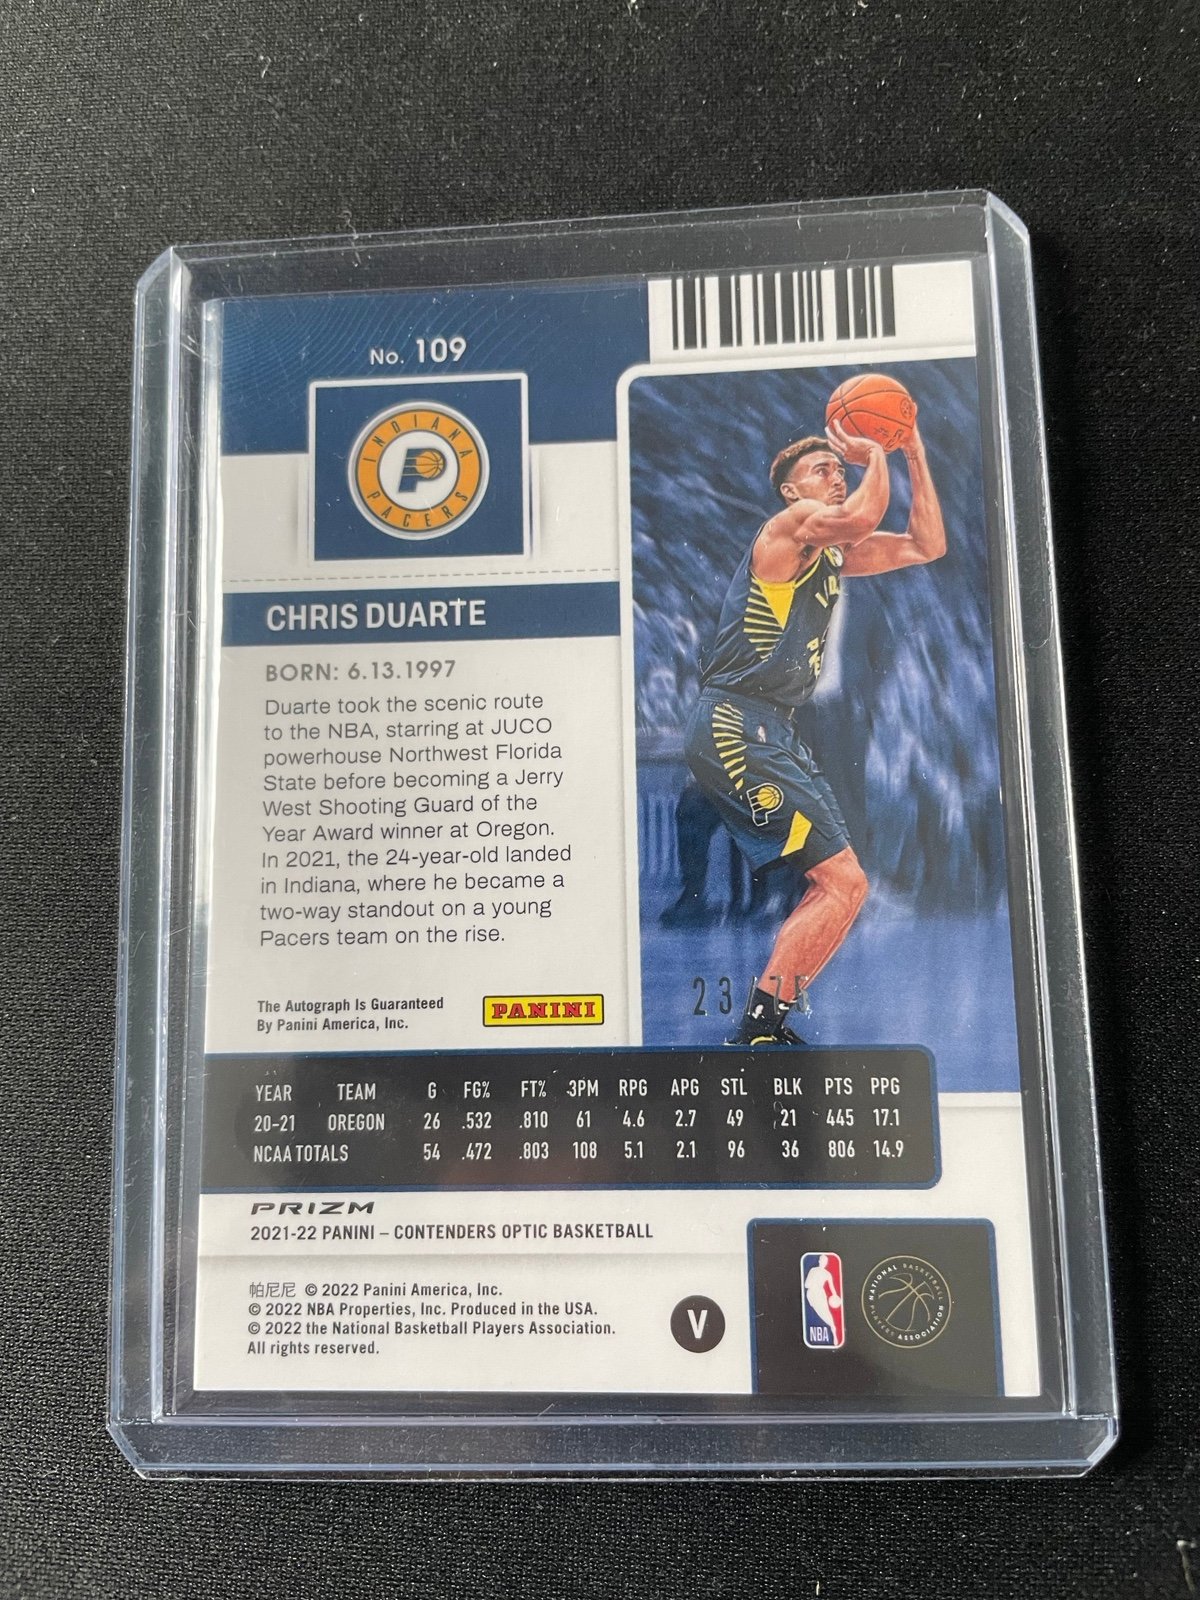 No. 109
INDIANA
PACERS
CHRIS DUARTE
BORN: 6.13.1997
Duarte took the scenic route
to the NBA, starring at JUCO
powerhouse Northwest Florida
State before becoming a Jerry
West Shooting Guard of the
Year Award winner at Oregon.
In 2021, the 24-year-old landed
in Indiana, where he became a
two-way standout on a young
Pacers team on the rise.
The Autograph Is Guaranteed
By Panini America, Inc.
PANINI
23/75
YEAR TEAM G FG% FT% 3PM RPG APG STL BLK PTS PPG
20-21 OREGON 26 .532 .810 61 4.6 2.7 49 21 445 17.1
NCAA TOTALS 54 .472 .803 108 5.1 2.1 96 36 806 14.9
PRIZM
2021-22 PANINI – CONTENDERS OPTIC BASKETBALL
帕尼尼 © 2022 Panini America, Inc.
© 2022 NBA Properties, Inc. Produced in the USA.
© 2022 the National Basketball Players Association.
All rights reserved.
V
NBA
NATIONAL BASKETBALL
PLAYERS ASSOCIATION